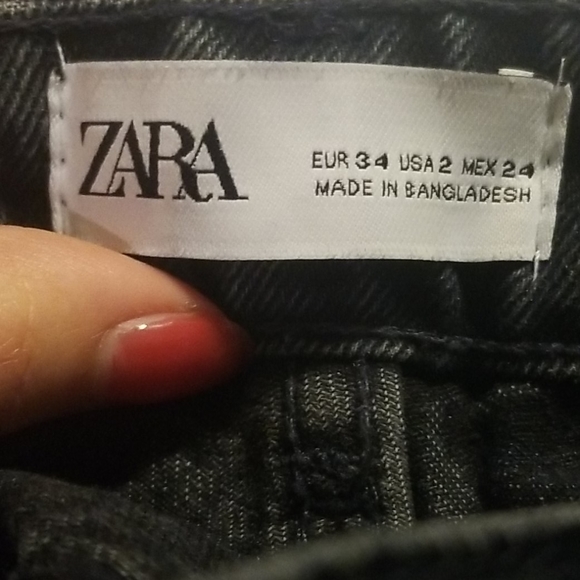 ZARA
EUR 34 USA 2 MEX 24
MADE IN BANGLADESH